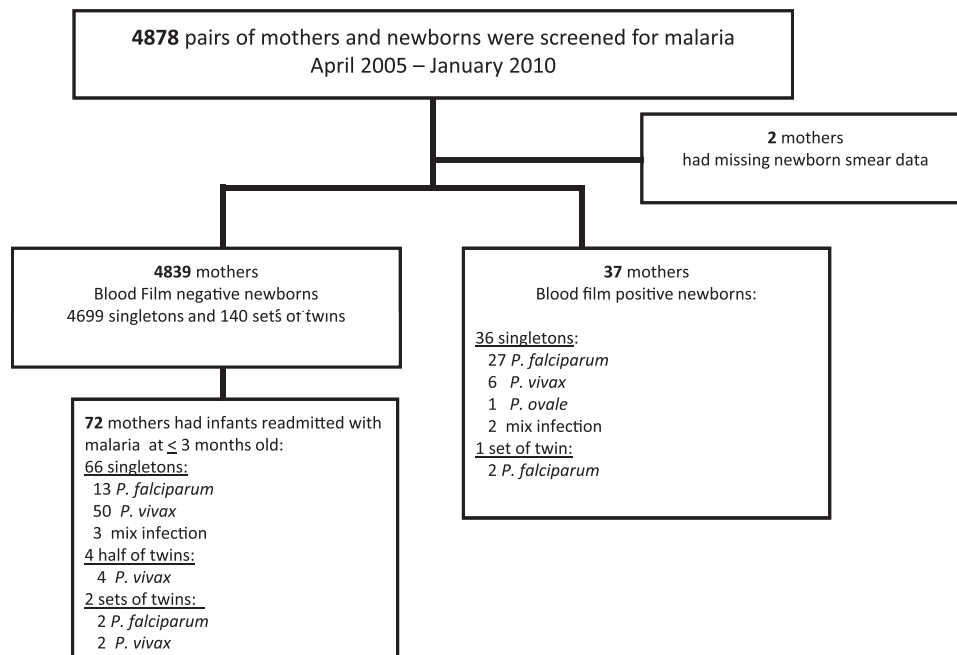 4878 pairs of mothers and newborns were screened for malaria
April 2005 – January 2010
2 mothers
had missing newborn smear data
4839 mothers
Blood Film negative newborns
4699 singletons and 140 sets of twins
37 mothers
Blood film positive newborns:
36 singletons:
27 P. falciparum
6 P. vivax
1 P. ovale
2 mix infection
1 set of twin:
2 P. falciparum
72 mothers had infants readmitted with
malaria at ≤ 3 months old:
66 singletons:
13 P. falciparum
50 P. vivax
3 mix infection
4 half of twins:
4 P. vivax
2 sets of twins:
2 P. falciparum
2 P. vivax